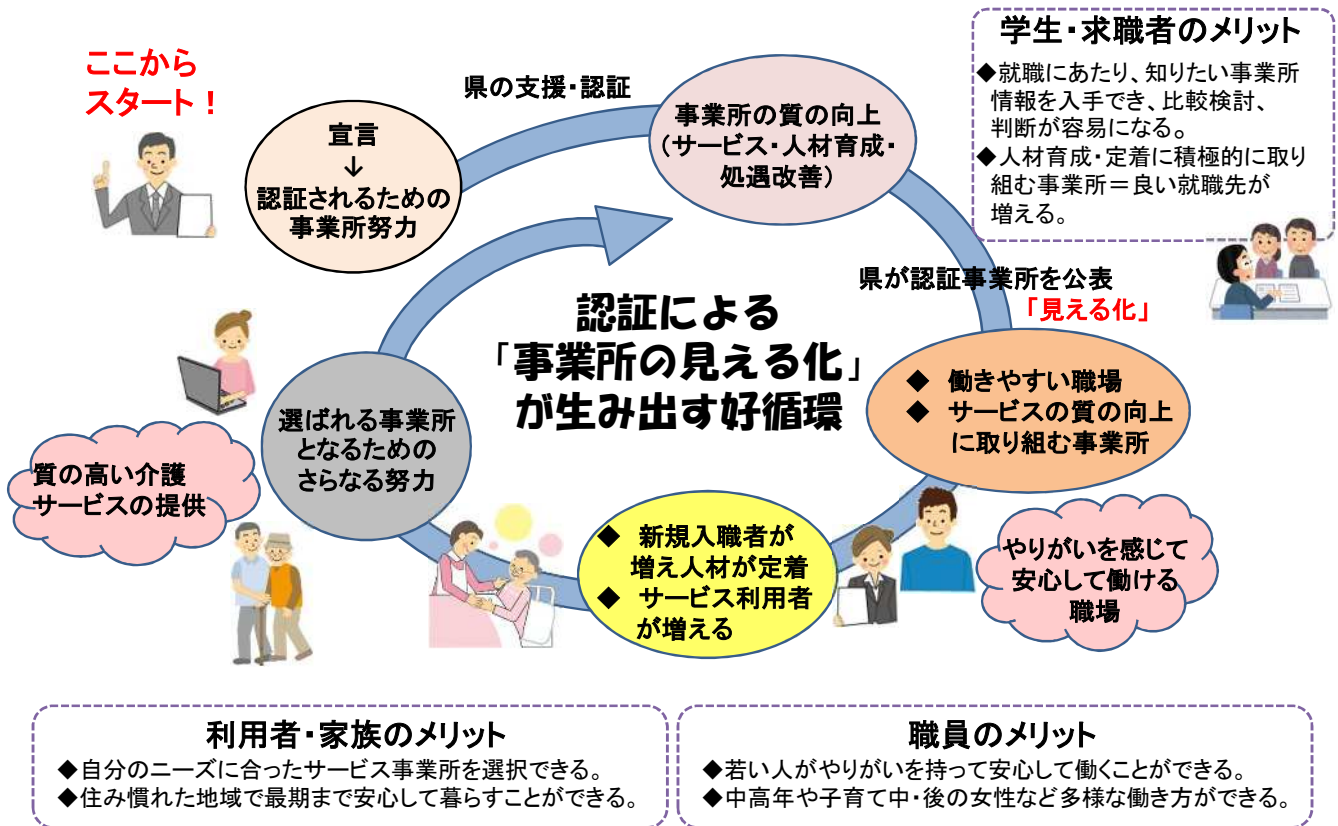 ここから
スタート！
宣言
↓
認証されるための
事業所努力
県の支援・認証
事業所の質の向上
（サービス・人材育成・
処遇改善）
学生・求職者のメリット
◆就職にあたり、知りたい事業所
情報を入手でき、比較検討、
判断が容易になる。
◆人材育成・定着に積極的に取り
組む事業所＝良い就職先が
増える。
県が認証事業所を公表
「見える化」
認証による
「事業所の見える化」
が生み出す好循環
◆ 働きやすい職場
◆ サービスの質の向上
に取り組む事業所
選ばれる事業所
となるための
さらなる努力
質の高い介護
サービスの提供
◆ 新規入職者が
増え人材が定着
◆ サービス利用者
が増える
やりがいを感じて
安心して働ける
職場
利用者・家族のメリット
◆自分のニーズに合ったサービス事業所を選択できる。
◆住み慣れた地域で最期まで安心して暮らすことができる。
職員のメリット
◆若い人がやりがいを持って安心して働くことができる。
◆中高年や子育て中・後の女性など多様な働き方ができる。